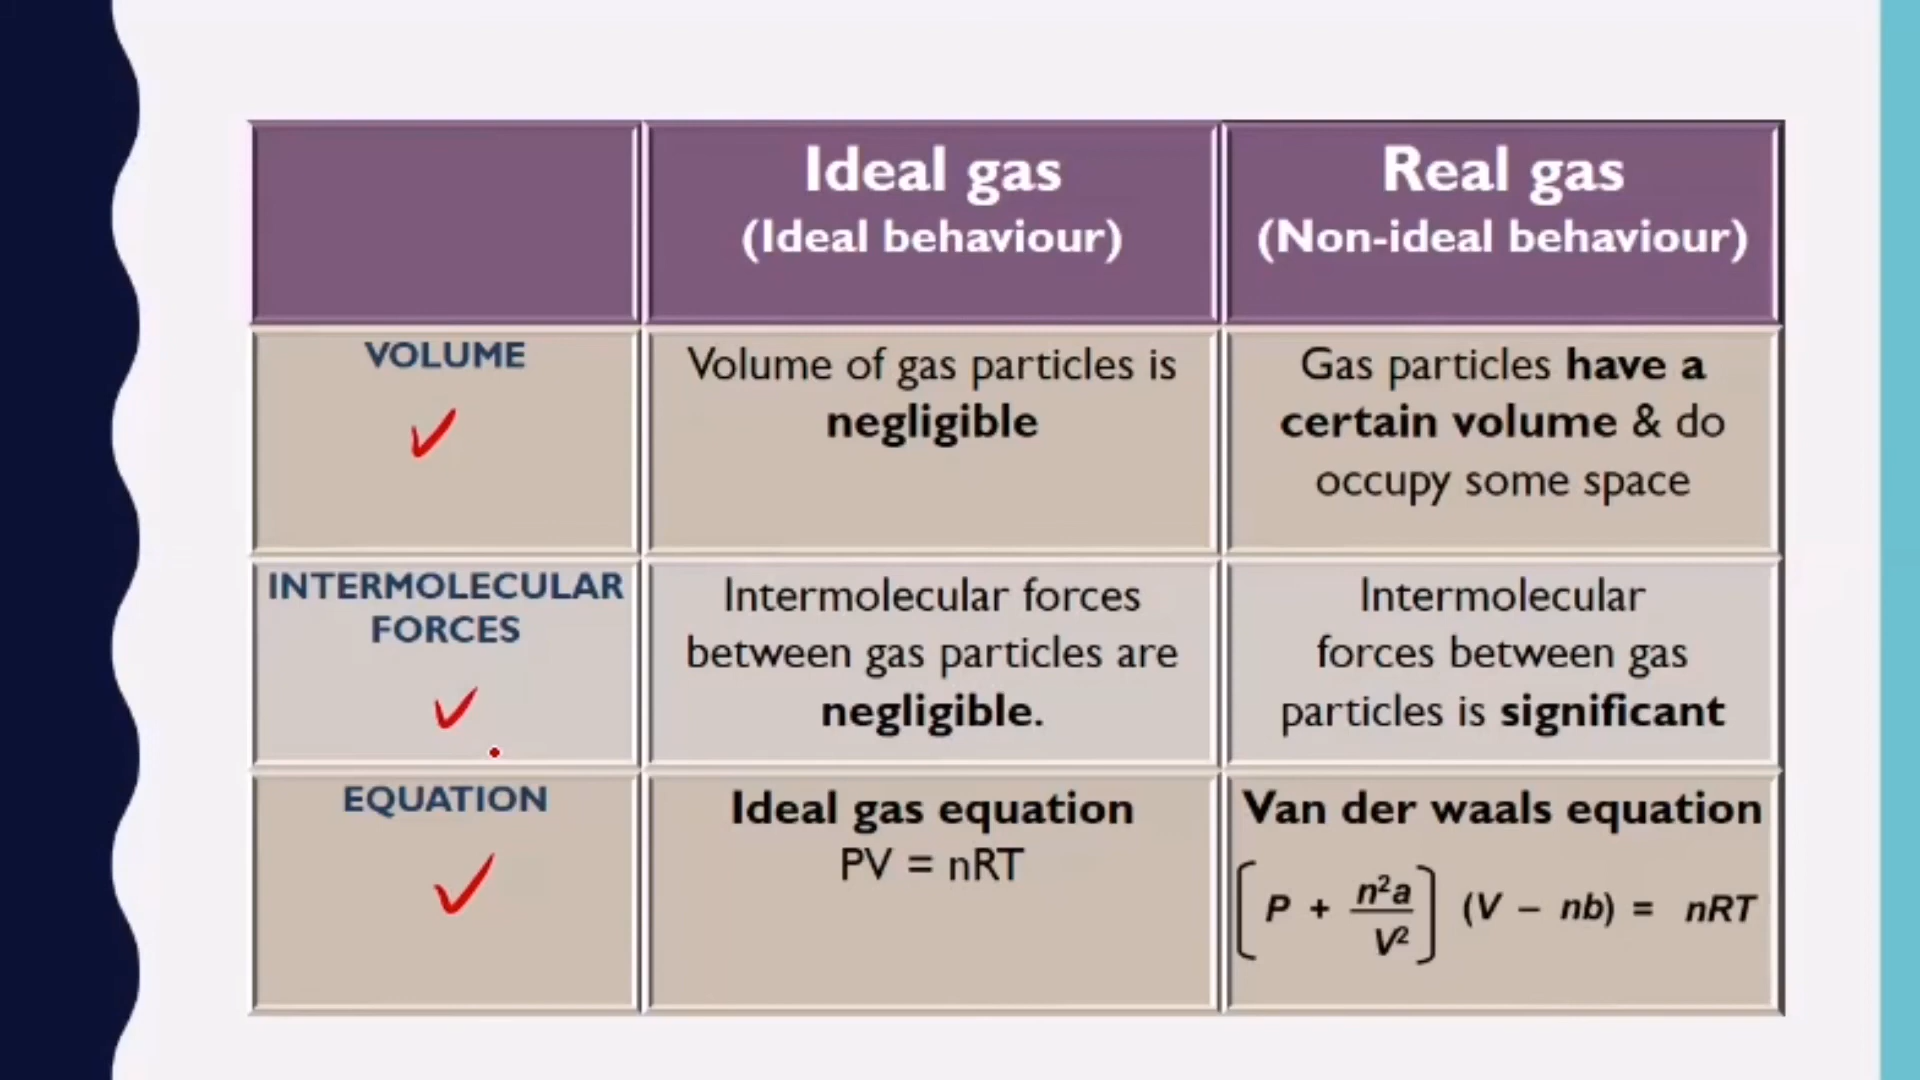 Ideal gas
(Ideal behaviour)
Real gas
(Non-ideal behaviour)
VOLUME
Volume of gas particles is
negligible
Gas particles have a
certain volume & do
occupy some space
INTERMOLECULAR
FORCES
Intermolecular forces
between gas particles are
negligible.
Intermolecular
forces between gas
particles is significant
EQUATION
Ideal gas equation
PV = nRT
Van der waals equation
[P + n²a/V²] (V – nb) = nRT